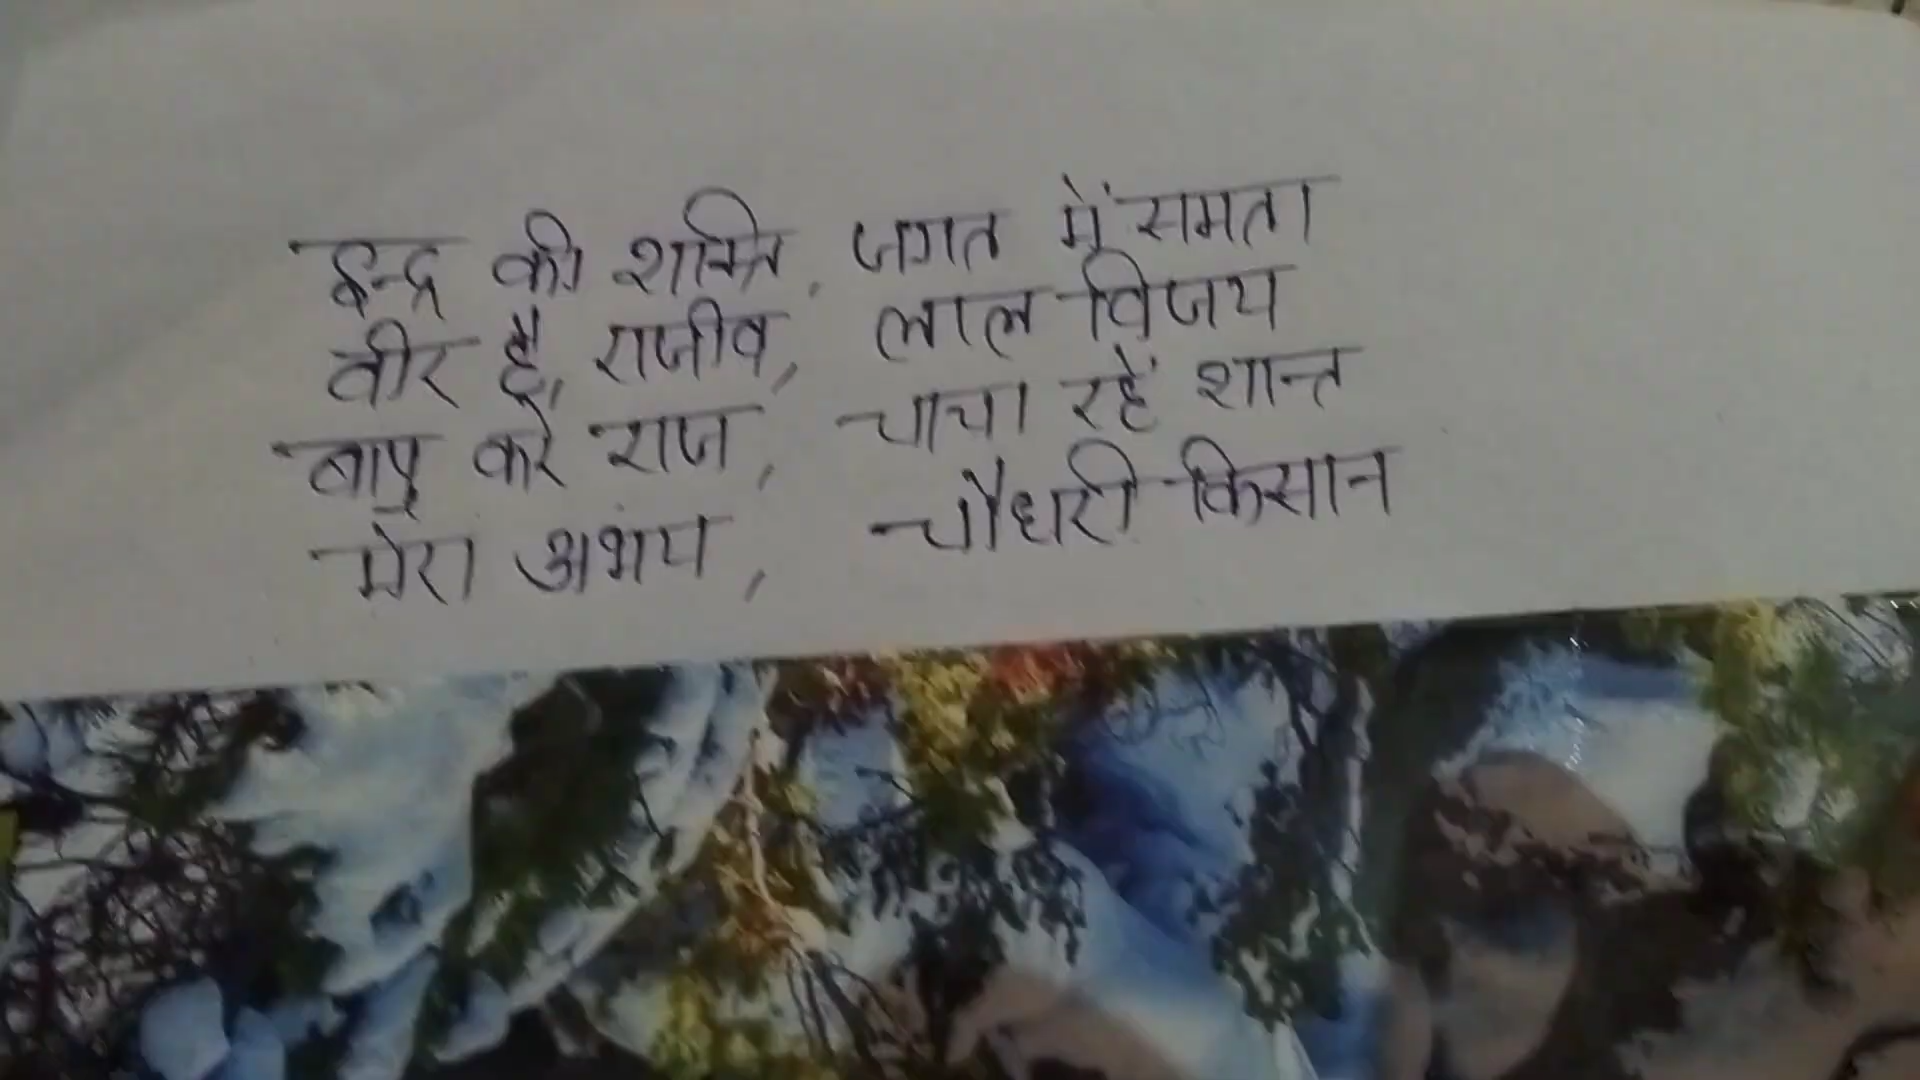 इन्द्र की शक्ति, जगत में समता
वीर है, राजीव, लाल विजय
बापु करे राज, चाचा रहें शान्त
मेरा अभय, चौधरी किसान